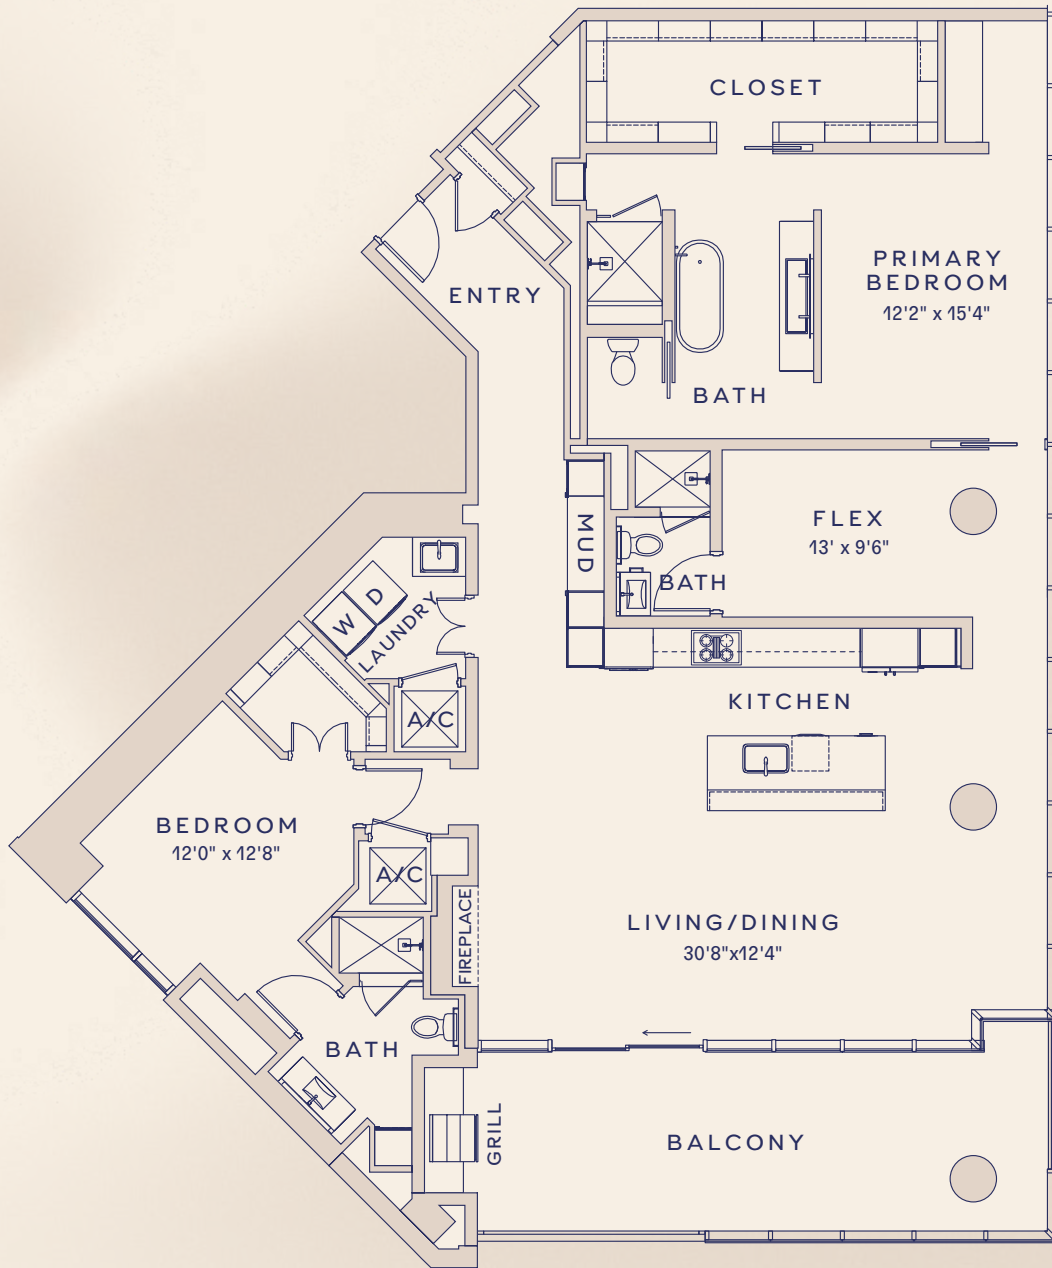 CLOSET
PRIMARY
BEDROOM
12'2" x 15'4"
ENTRY
BATH
FLEX
13' x 9'6"
MUD
BATH
W
D
LAUNDRY
A/C
KITCHEN
BEDROOM
12'0" x 12'8"
A/C
FIREPLACE
LIVING/DINING
30'8"x12'4"
BATH
GRILL
BALCONY